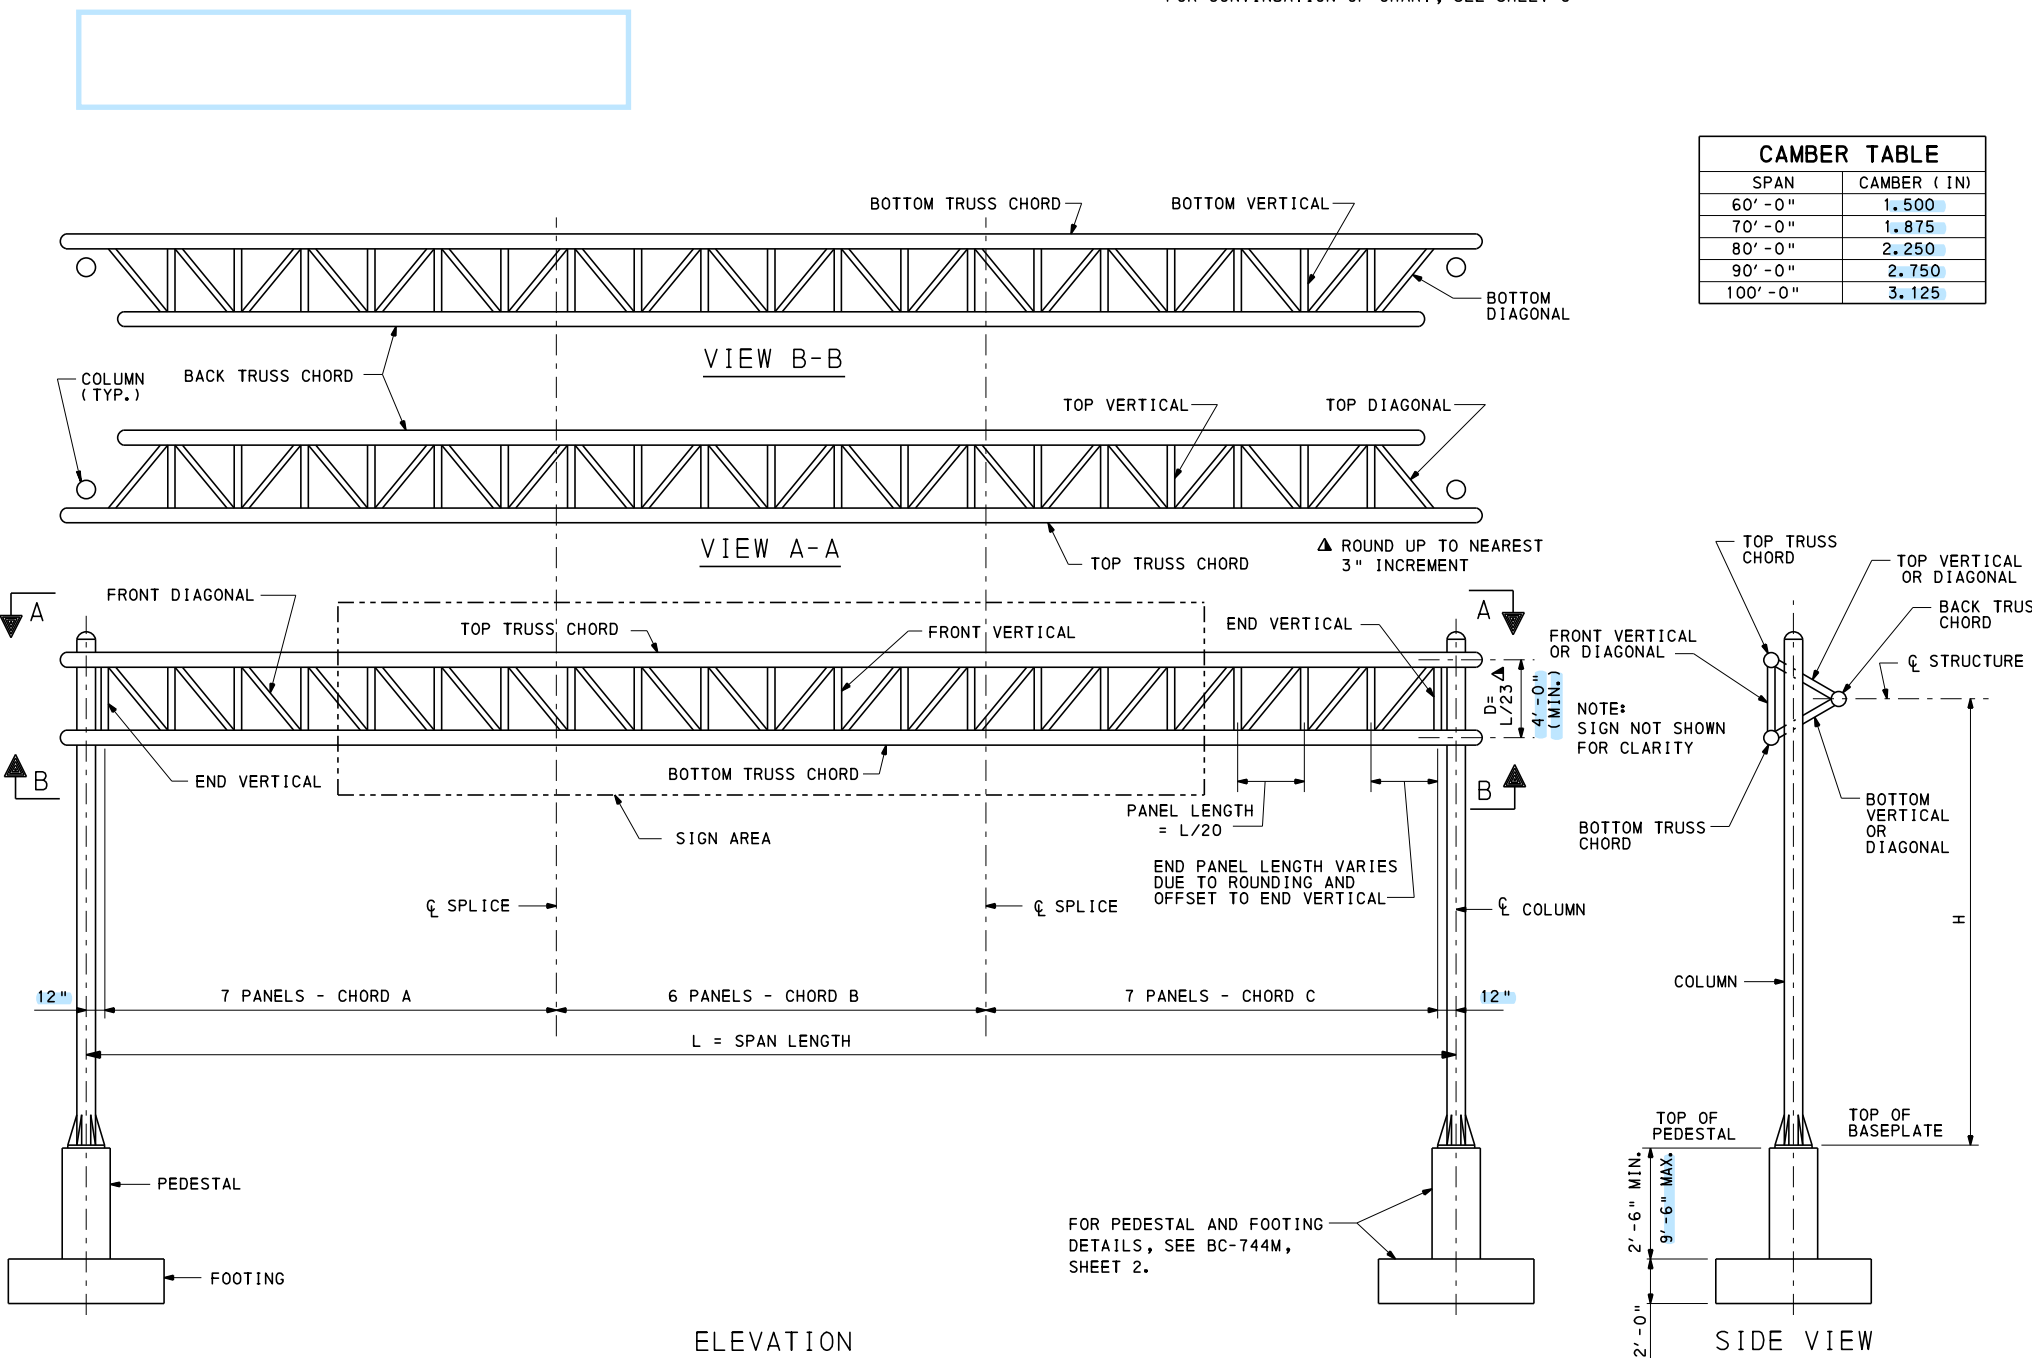 CAMBER TABLE
SPAN CAMBER (IN)
60'-0" 1.500
70'-0" 1.875
80'-0" 2.250
90'-0" 2.750
100'-0" 3.125
BOTTOM TRUSS CHORD
BOTTOM VERTICAL
BOTTOM
DIAGONAL
VIEW B-B
COLUMN
(TYP.)
BACK TRUSS CHORD
TOP VERTICAL
TOP DIAGONAL
VIEW A-A
TOP TRUSS CHORD
ROUND UP TO NEAREST
3" INCREMENT
A
FRONT DIAGONAL
TOP TRUSS CHORD
FRONT VERTICAL
END VERTICAL
A
D=
L/23
4'-0"
(MIN.)
B
END VERTICAL
BOTTOM TRUSS CHORD
B
SIGN AREA
PANEL LENGTH
= L/20
END PANEL LENGTH VARIES
DUE TO ROUNDING AND
OFFSET TO END VERTICAL
℄ SPLICE
℄ SPLICE
℄ COLUMN
12"
7 PANELS - CHORD A
6 PANELS - CHORD B
7 PANELS - CHORD C
12"
L = SPAN LENGTH
PEDESTAL
FOOTING
FOR PEDESTAL AND FOOTING
DETAILS, SEE BC-744M,
SHEET 2.
ELEVATION
TOP TRUSS
CHORD
TOP VERTICAL
OR DIAGONAL
BACK TRUS
CHORD
FRONT VERTICAL
OR DIAGONAL
℄ STRUCTURE
NOTE:
SIGN NOT SHOWN
FOR CLARITY
BOTTOM TRUSS
CHORD
BOTTOM
VERTICAL
OR
DIAGONAL
H
COLUMN
TOP OF
PEDESTAL
TOP OF
BASEPLATE
2'-6" MIN.
9'-6" MAX.
2'-0"
SIDE VIEW